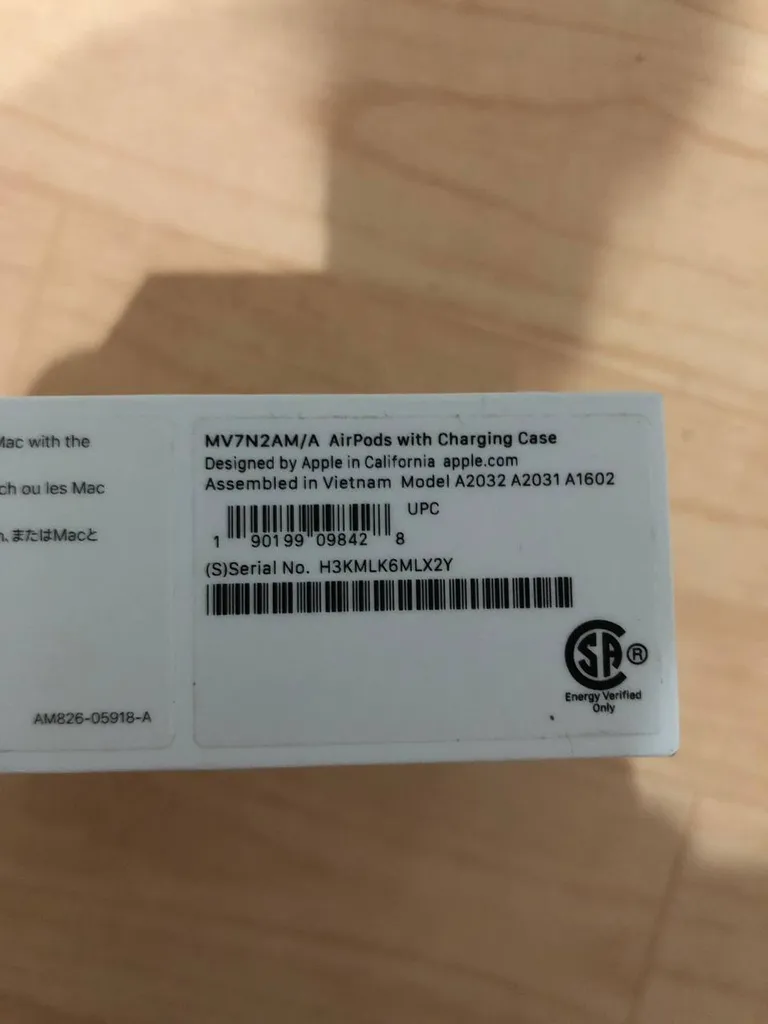 Mac with the
ch ou les Mac
、またはMacと
AM826-05918-A
MV7N2AM/A AirPods with Charging Case
Designed by Apple in California apple.com
Assembled in Vietnam Model A2032 A2031 A1602
UPC
1 90199 09842 8
(S)Serial No. H3KMLK6MLX2Y
SA ®
Energy Verified
Only